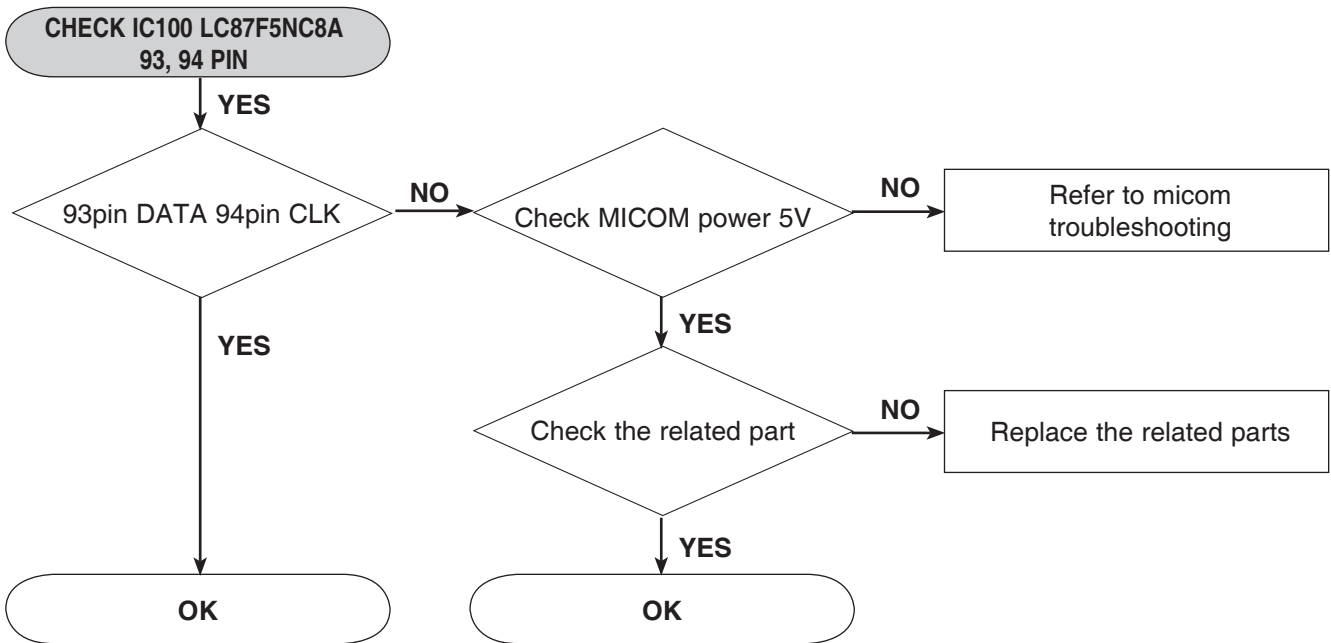 CHECK IC100 LC87F5NC8A
93, 94 PIN
YES
93pin DATA 94pin CLK
NO
Check MICOM power 5V
NO
Refer to micom
troubleshooting
YES
YES
Check the related part
NO
Replace the related parts
YES
OK
OK